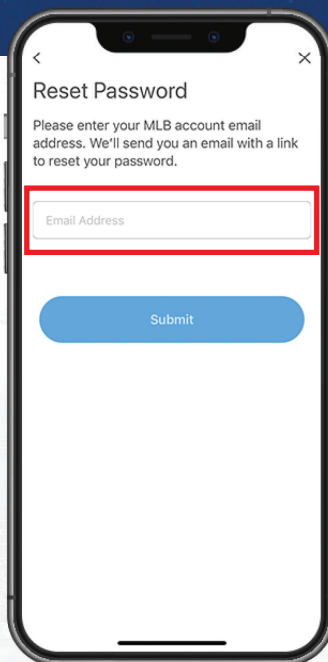 Reset Password
Please enter your MLB account email
address. We'll send you an email with a link
to reset your password.
Email Address
Submit